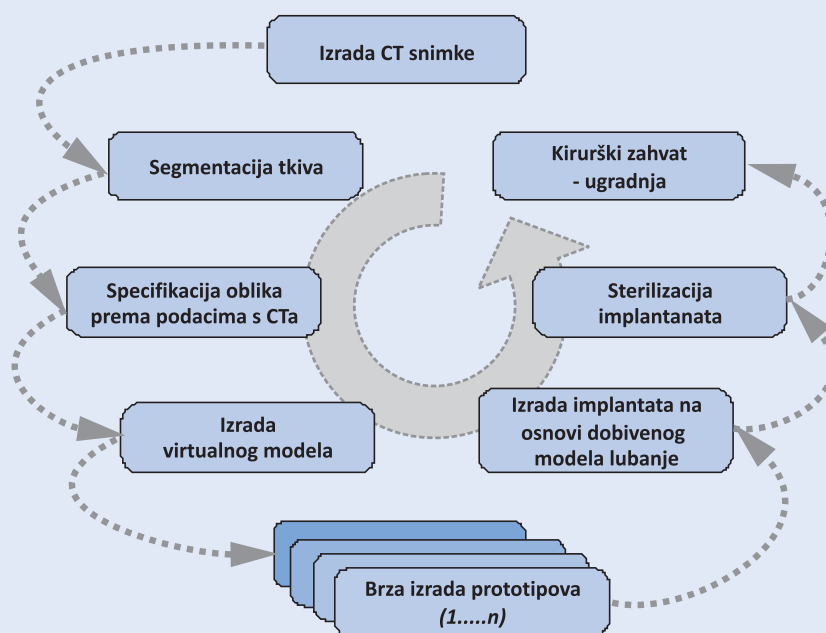 Izrada CT snimke
Segmentacija tkiva
Kirurški zahvat
- ugradnja
Specifikacija oblika
prema podacima s CTa
Sterilizacija
implantanata
Izrada
virtualnog modela
Izrada implantata na
osnovi dobivenog
modela lubanje
Brza izrada prototipova
(1.....n)